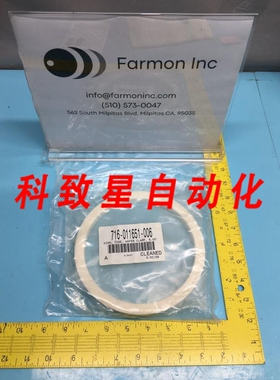 Farmon Inc
info@farmoninc.com
(510) 573-0047
563 South Milpitas Blvd, Milpitas CA, 95035
科致星自动化
716-011651-006
CLEANED
A